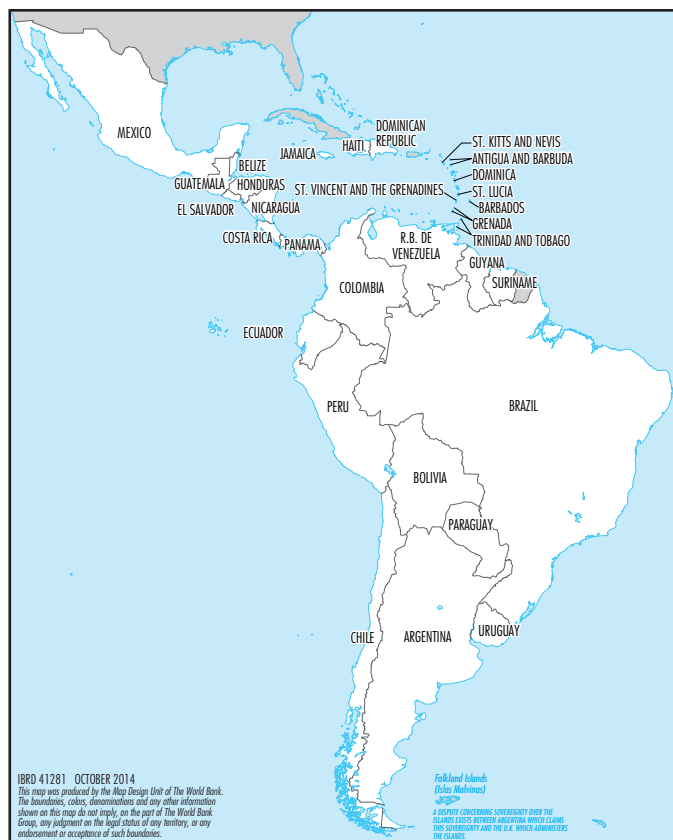 MEXICO
DOMINICAN
REPUBLIC
HAITI
JAMAICA
ST. KITTS AND NEVIS
ANTIGUA AND BARBUDA
BELIZE
DOMINICA
GUATEMALA
HONDURAS
ST. VINCENT AND THE GRENADINES
ST. LUCIA
EL SALVADOR
NICARAGUA
BARBADOS
GRENADA
COSTA RICA
PANAMA
R.B. DE
VENEZUELA
TRINIDAD AND TOBAGO
GUYANA
SURINAME
COLOMBIA
ECUADOR
PERU
BRAZIL
BOLIVIA
PARAGUAY
CHILE
ARGENTINA
URUGUAY
IBRD 41281 OCTOBER 2014
This map was produced by the Map Design Unit of The World Bank.
The boundaries, colors, denominations and any other information
shown on this map do not imply, on the part of The World Bank
Group, any judgment on the legal status of any territory, or any
endorsement or acceptance of such boundaries.
Falkland Islands
(Islas Malvinas)
A DISPUTE CONCERNING SOVEREIGNTY OVER THE
ISLANDS EXISTS BETWEEN ARGENTINA WHICH CLAIMS
THIS SOVEREIGNTY AND THE U.K. WHICH ADMINISTERS
THE ISLANDS.